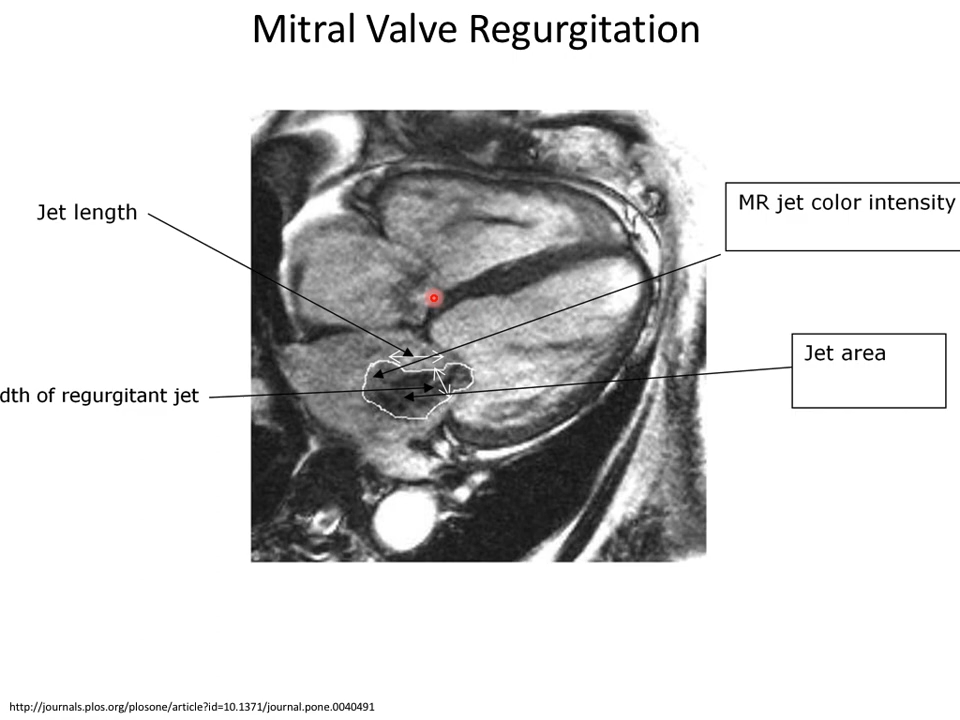 Mitral Valve Regurgitation
Jet length
MR jet color intensity
Jet area
dth of regurgitant jet
http://journals.plos.org/plosone/article?id=10.1371/journal.pone.0040491